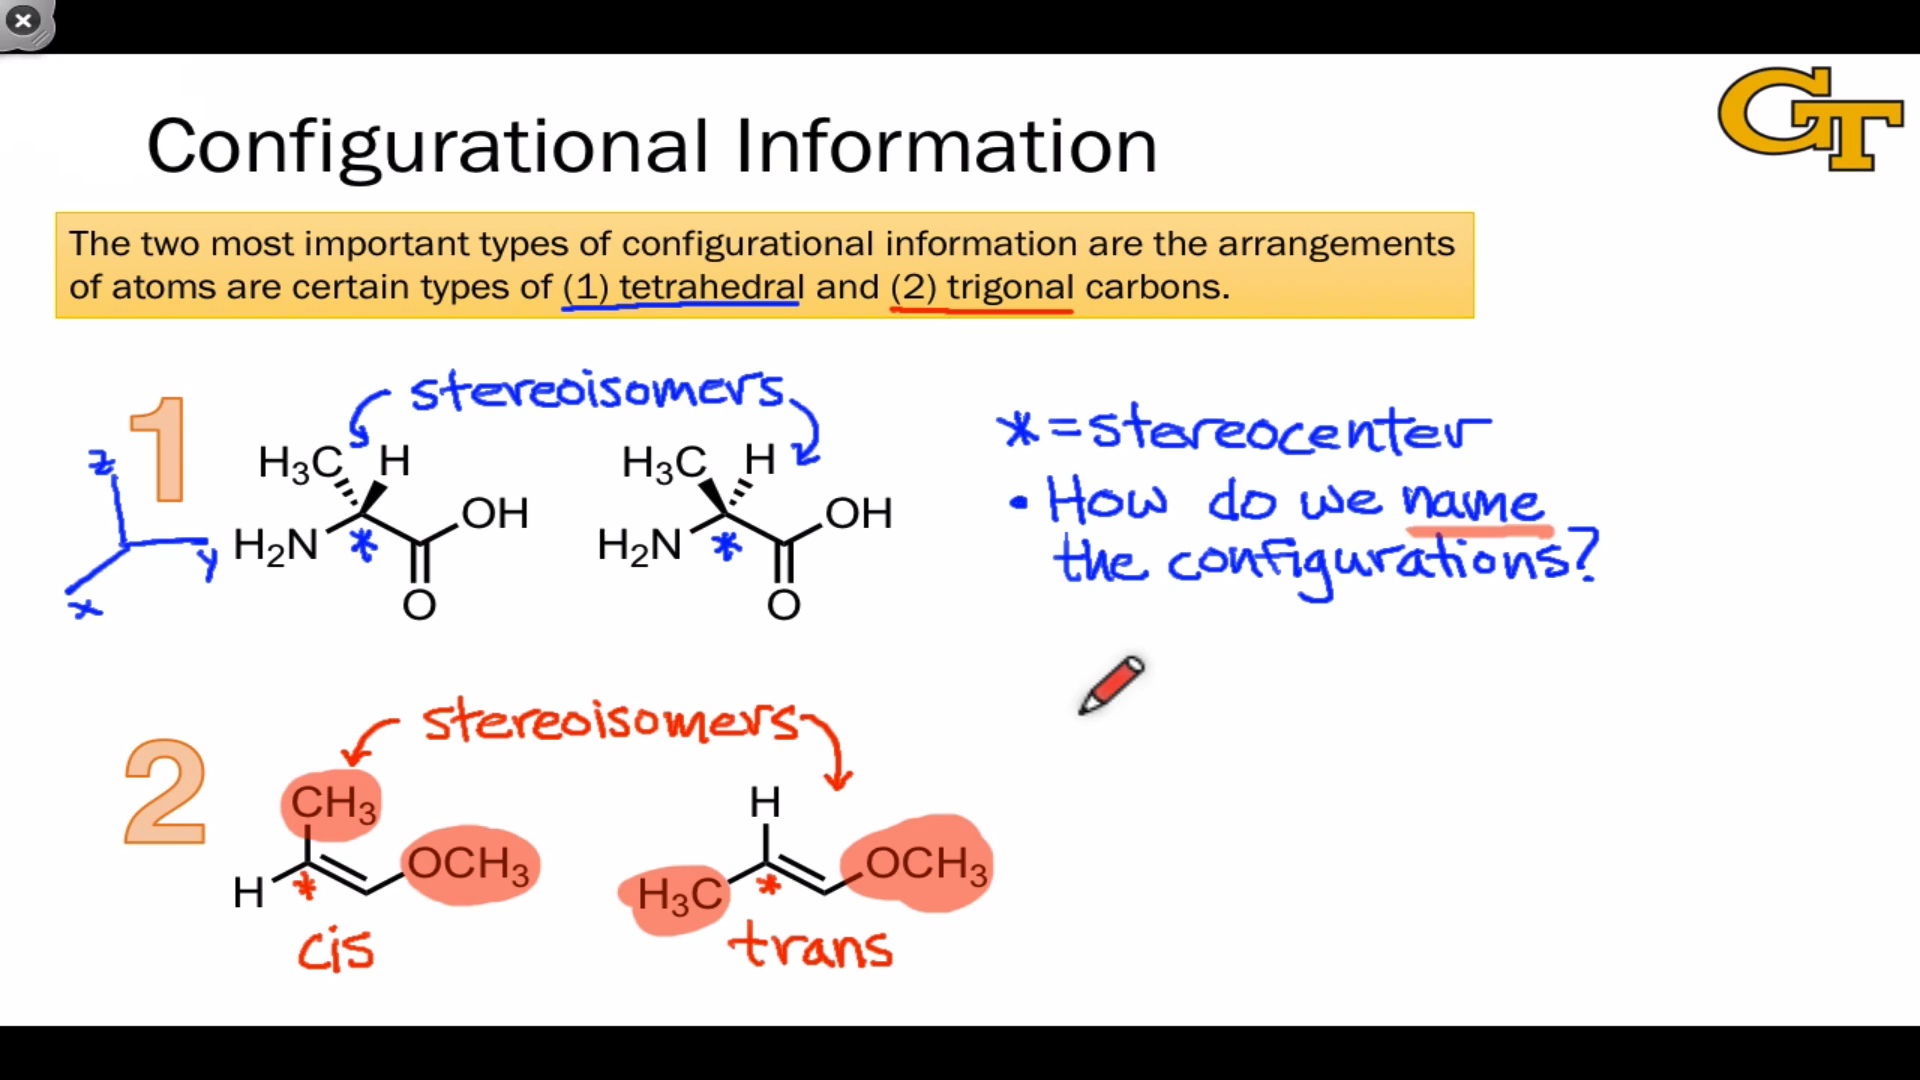 GT
Configurational Information
The two most important types of configurational information are the arrangements
of atoms are certain types of (1) tetrahedral and (2) trigonal carbons.
1
z
y
x
stereoisomers
H₃C H
OH
H₂N *
O
H₃C H
OH
H₂N *
O
*=stereocenter
• How do we name
the configurations?
2
stereoisomers
CH₃
OCH₃
H *
cis
H
OCH₃
H₃C *
trans